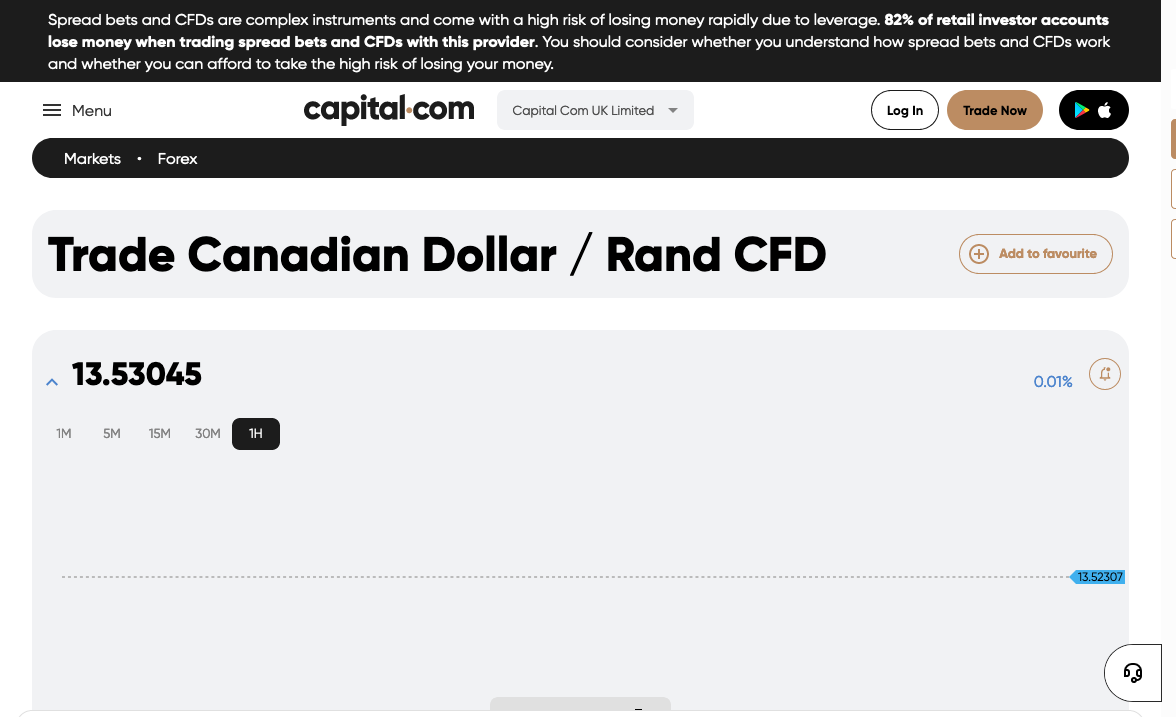 Spread bets and CFDs are complex instruments and come with a high risk of losing money rapidly due to leverage. 82% of retail investor accounts
lose money when trading spread bets and CFDs with this provider. You should consider whether you understand how spread bets and CFDs work
and whether you can afford to take the high risk of losing your money.
Menu
capital.com
Capital Com UK Limited
Log In
Trade Now
Markets • Forex
Trade Canadian Dollar / Rand CFD
Add to favourite
13.53045
0.01%
1M 5M 15M 30M 1H
13.52307